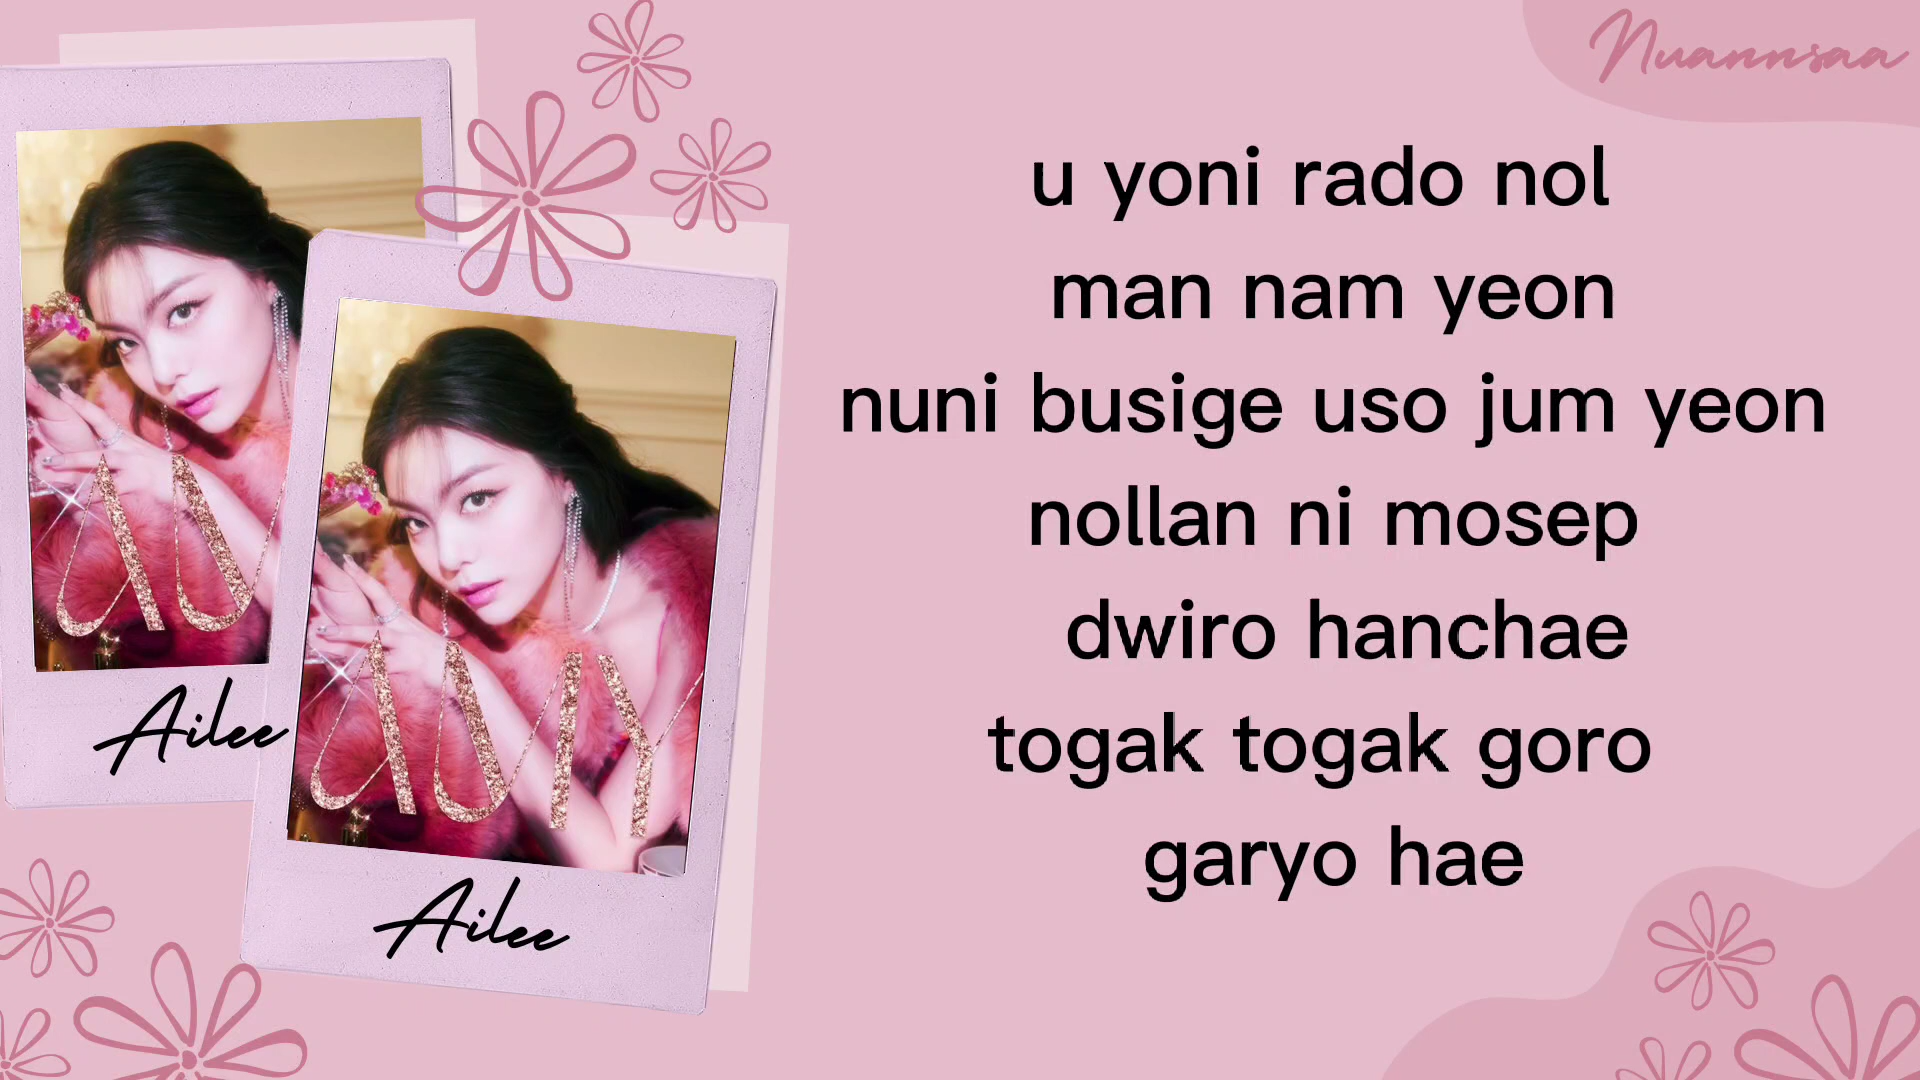 Nuannsaa
u yoni rado nol
man nam yeon
nuni busige uso jum yeon
nollan ni mosep
dwiro hanchae
togak togak goro
garyo hae
Ailee
Ailee